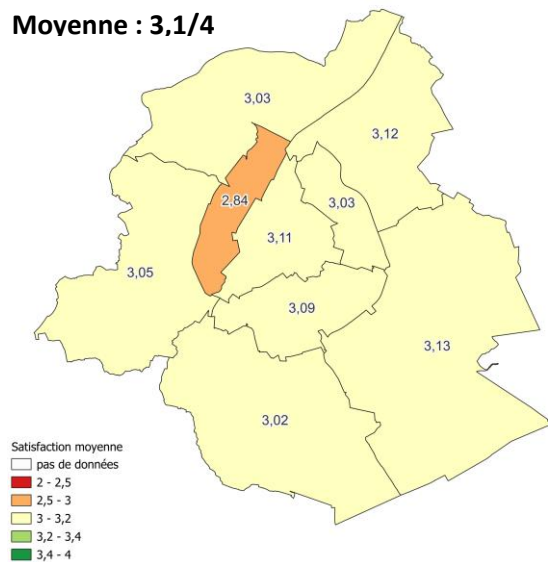 Moyenne : 3,1/4
3,03
3,12
2,84
3,03
3,11
3,05
3,09
3,13
3,02
Satisfaction moyenne
pas de données
2 - 2,5
2,5 - 3
3 - 3,2
3,2 - 3,4
3,4 - 4